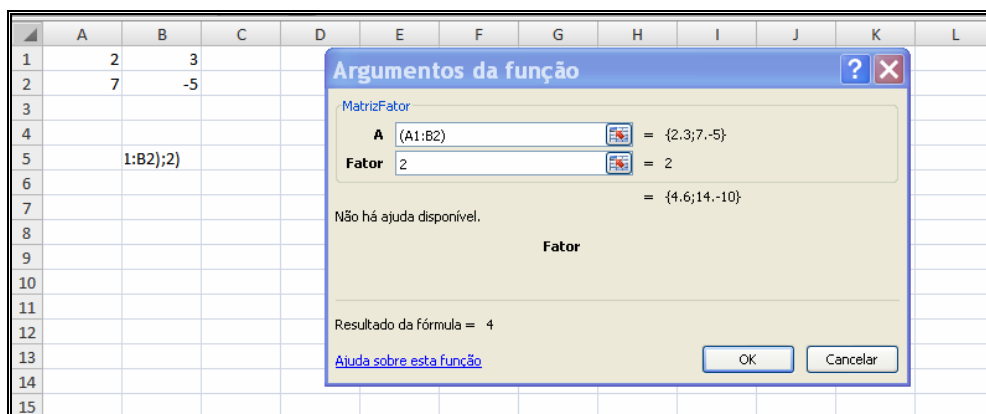 A B C D E F G H I J K L
1 2 3
2 7 -5
3
4
5 1:B2);2)
6
7
8
9
10
11
12
13
14
15
Argumentos da função
?
MatrizFator
A (A1:B2) = {2.3;7.-5}
Fator 2 = 2
= {4.6;14.-10}
Não há ajuda disponível.
Fator
Resultado da fórmula = 4
Ajuda sobre esta função
OK Cancelar